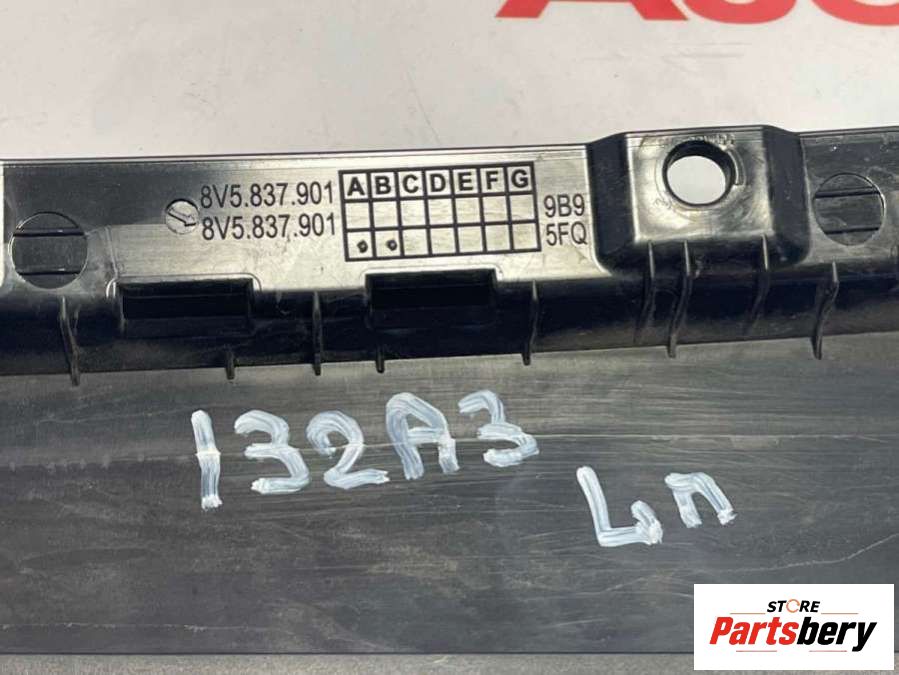 8V5.837.901
8V5.837.901
A B C D E F G
9B9
5FQ
132A3
Ln
STORE
Partsbery